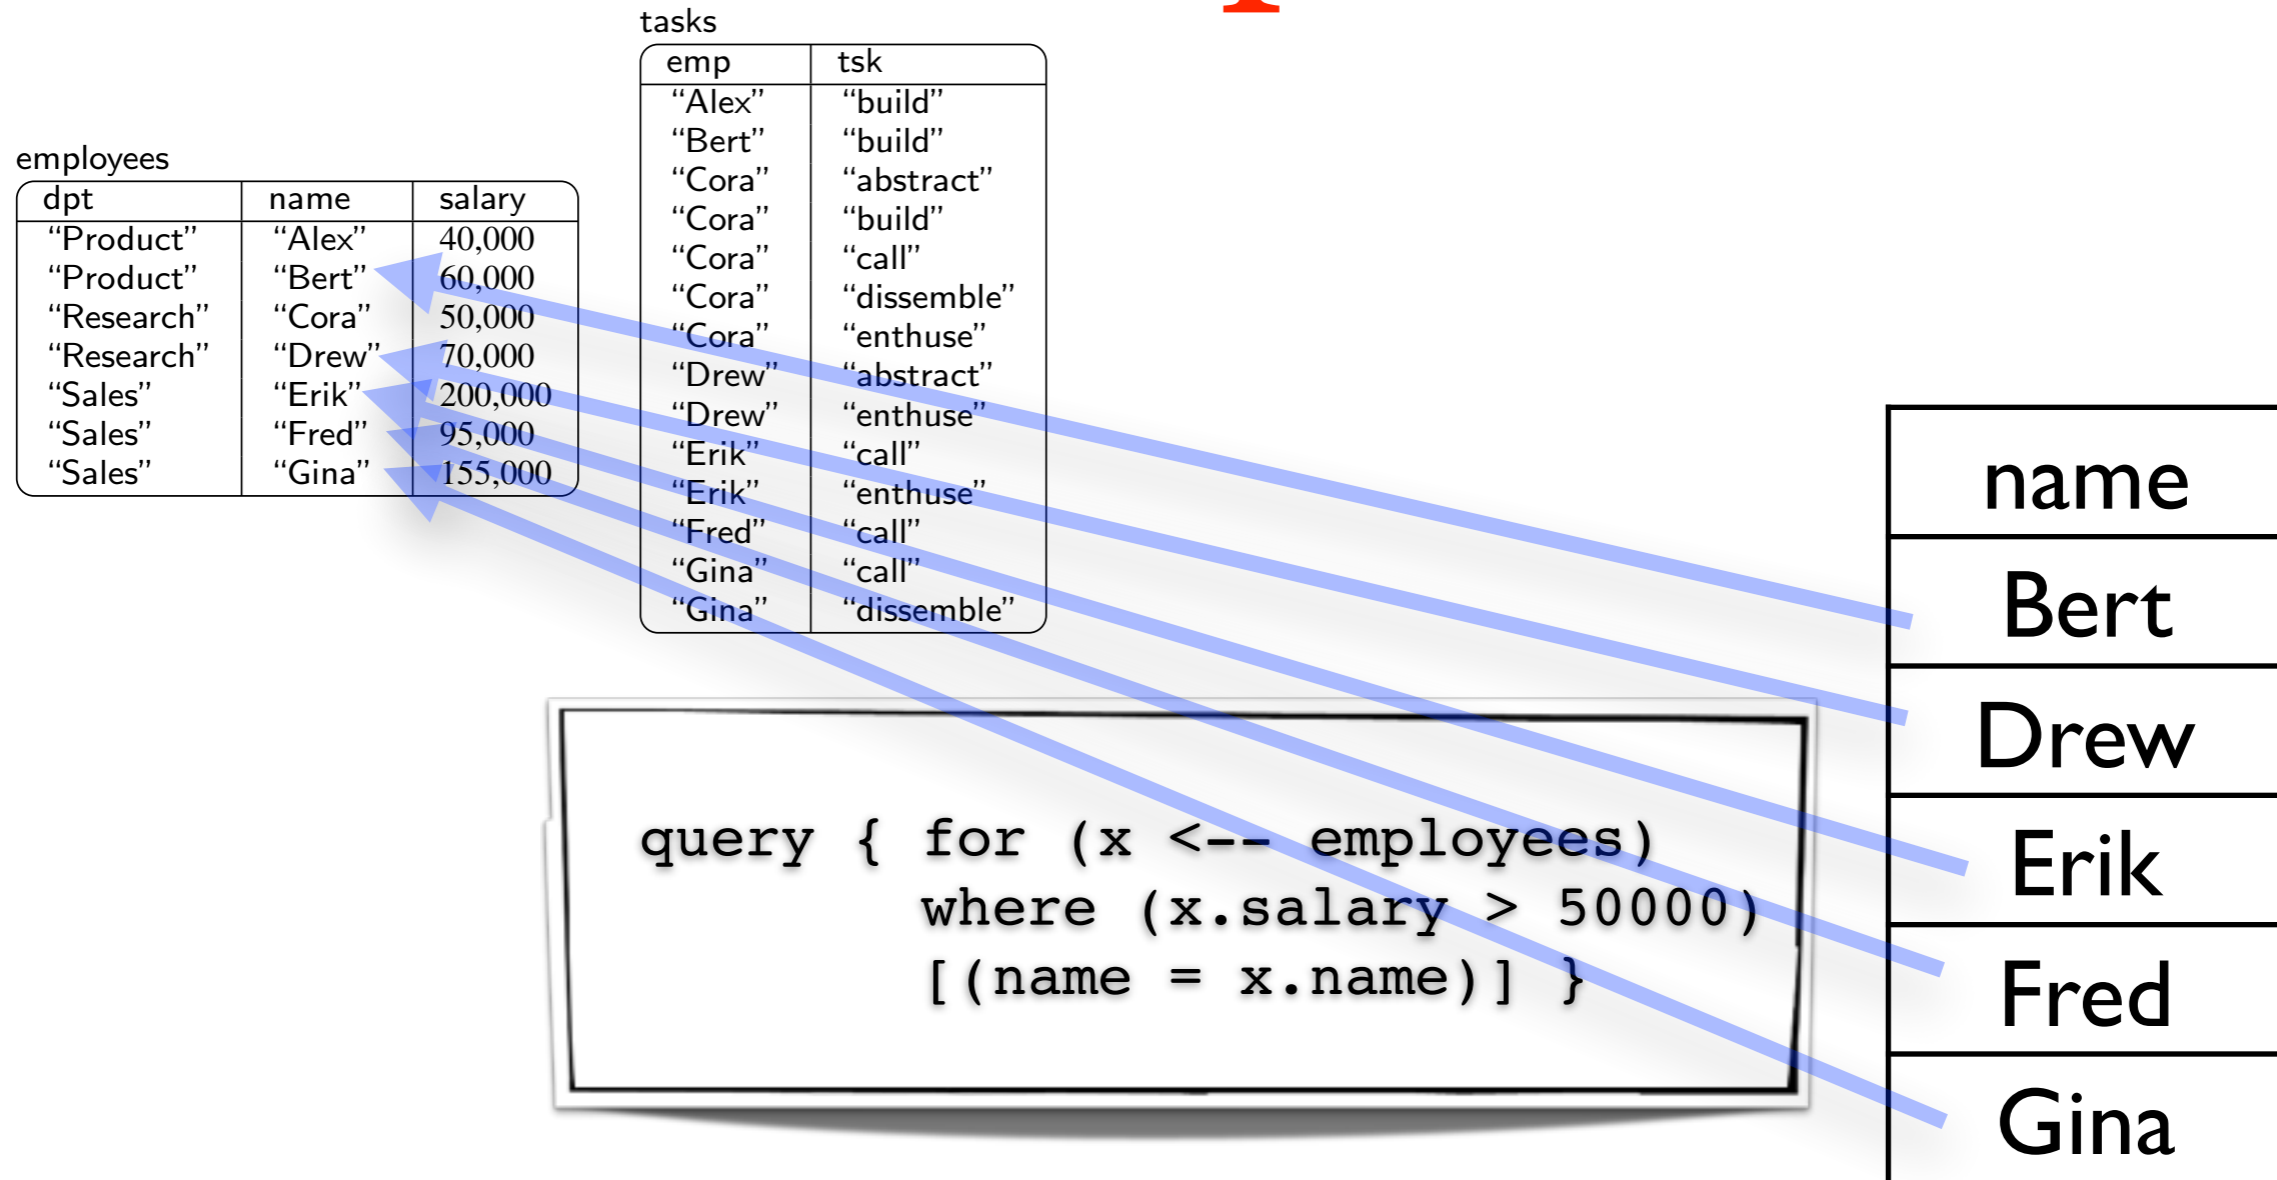 tasks
emp tsk
“Alex” “build”
“Bert” “build”
“Cora” “abstract”
“Cora” “build”
“Cora” “call”
“Cora” “dissemble”
“Cora” “enthuse”
“Drew” “abstract”
“Drew” “enthuse”
“Erik” “call”
“Erik” “enthuse”
“Fred” “call”
“Gina” “call”
“Gina” “dissemble”
employees
dpt name salary
“Product” “Alex” 40,000
“Product” “Bert” 60,000
“Research” “Cora” 50,000
“Research” “Drew” 70,000
“Sales” “Erik” 200,000
“Sales” “Fred” 95,000
“Sales” “Gina” 155,000
query { for (x <-- employees)
where (x.salary > 50000)
[(name = x.name)] }
name
Bert
Drew
Erik
Fred
Gina